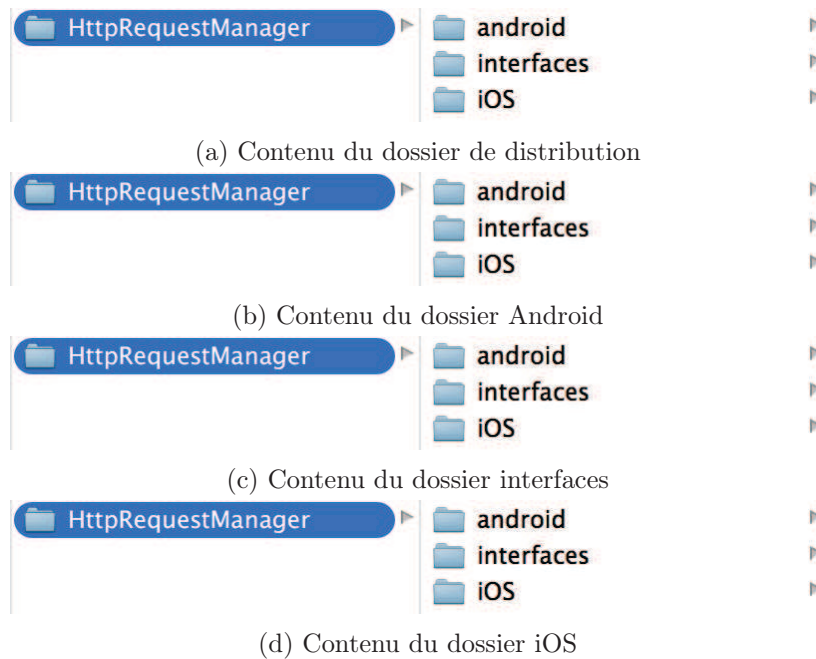 HttpRequestManager android
interfaces
iOS
(a) Contenu du dossier de distribution
HttpRequestManager android
interfaces
iOS
(b) Contenu du dossier Android
HttpRequestManager android
interfaces
iOS
(c) Contenu du dossier interfaces
HttpRequestManager android
interfaces
iOS
(d) Contenu du dossier iOS